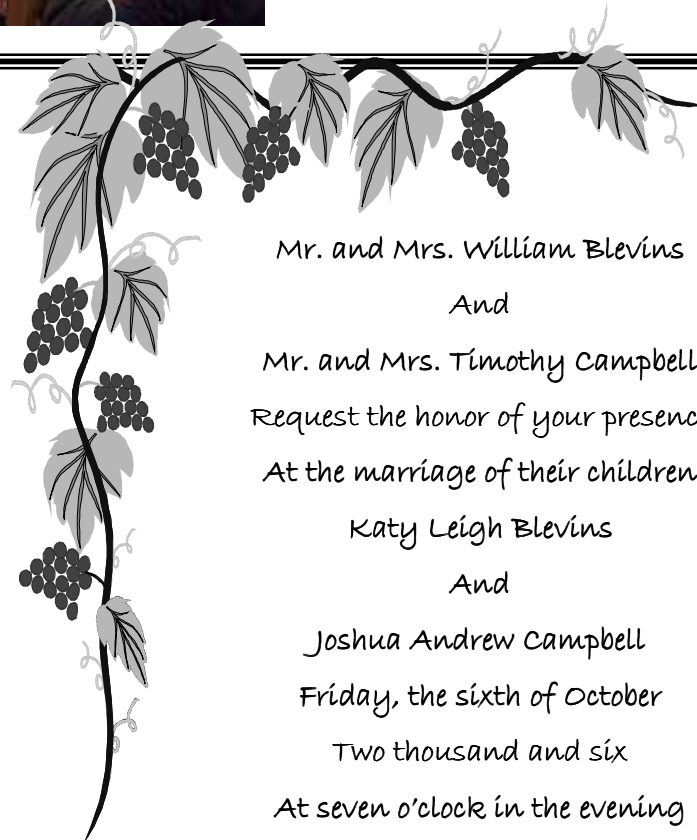 Mr. and Mrs. William Blevins
And
Mr. and Mrs. Timothy Campbell
Request the honor of your presenc
At the marriage of their children
Katy Leigh Blevins
And
Joshua Andrew Campbell
Friday, the sixth of October
Two thousand and six
At seven o'clock in the evening